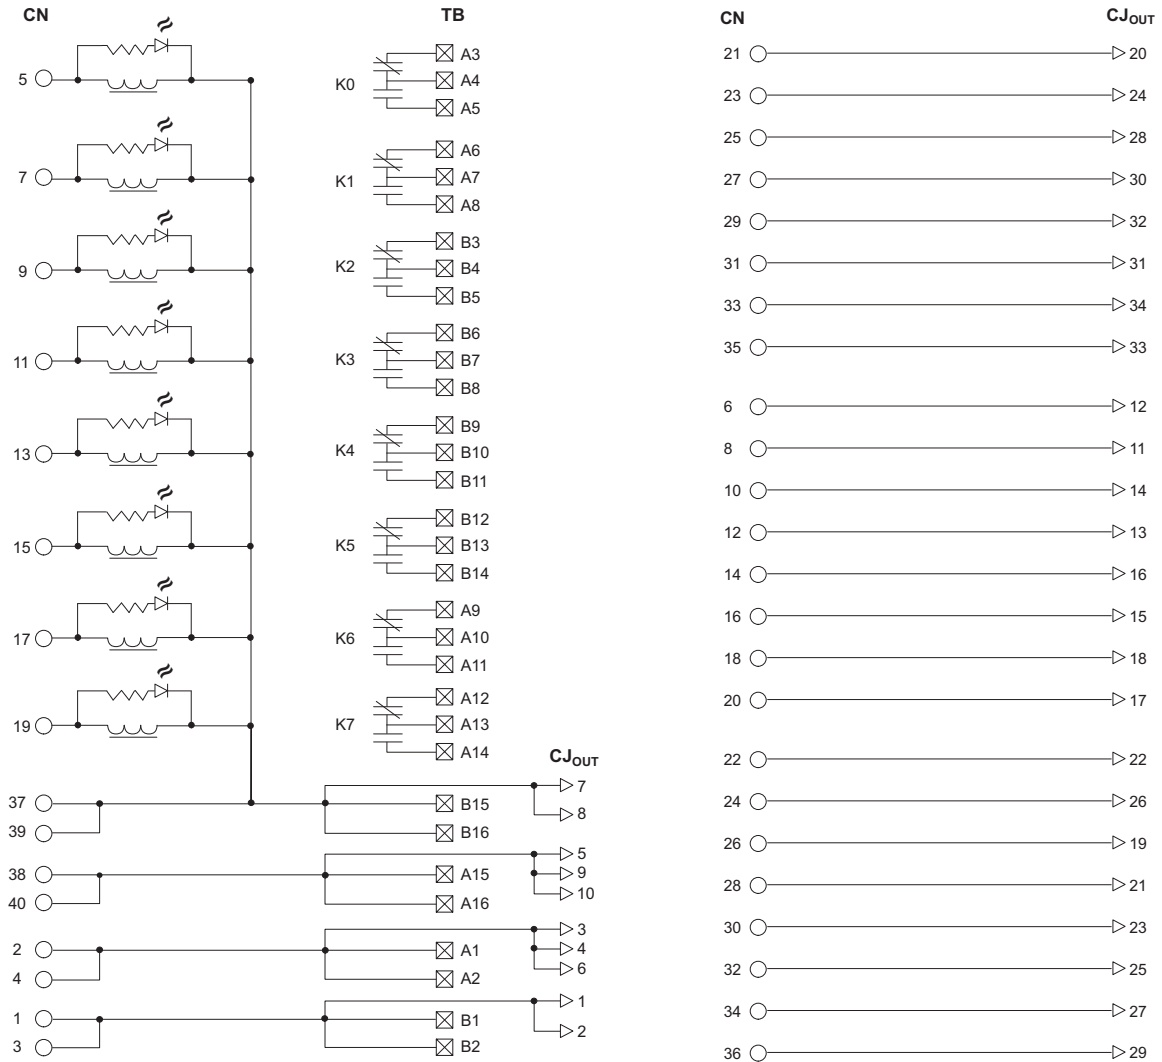 CN TB CN CJOUT
5 K0 A3 A4 A5
7 K1 A6 A7 A8
9 K2 B3 B4 B5
11 K3 B6 B7 B8
13 K4 B9 B10 B11
15 K5 B12 B13 B14
17 K6 A9 A10 A11
19 K7 A12 A13 A14
CJOUT
37 B15 7
39 B16 8
38 A15 5
40 A16 9
10
2 A1 3
4 A2 4
6
1 B1 1
3 B2 2
21 20
23 24
25 28
27 30
29 32
31 31
33 34
35 33
6 12
8 11
10 14
12 13
14 16
16 15
18 18
20 17
22 22
24 26
26 19
28 21
30 23
32 25
34 27
36 29